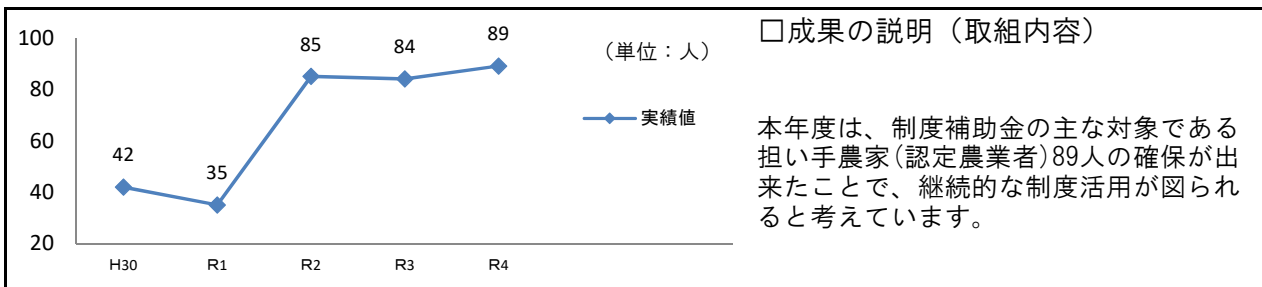 100
80
60
40
20
42
35
85
84
89
H30
R1
R2
R3
R4
（単位：人）
実績値
□成果の説明（取組内容）
本年度は、制度補助金の主な対象である
担い手農家(認定農業者)89人の確保が出
来たことで、継続的な制度活用が図られ
ると考えています。